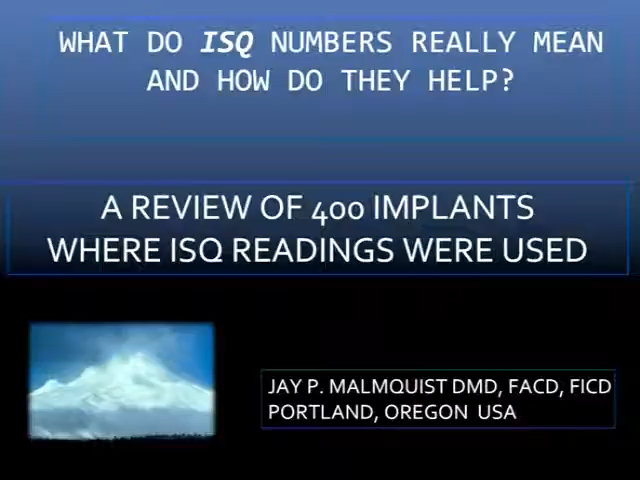 WHAT DO ISQ NUMBERS REALLY MEAN
AND HOW DO THEY HELP?
A REVIEW OF 400 IMPLANTS
WHERE ISQ READINGS WERE USED
JAY P. MALMQUIST DMD, FACD, FICD
PORTLAND, OREGON USA